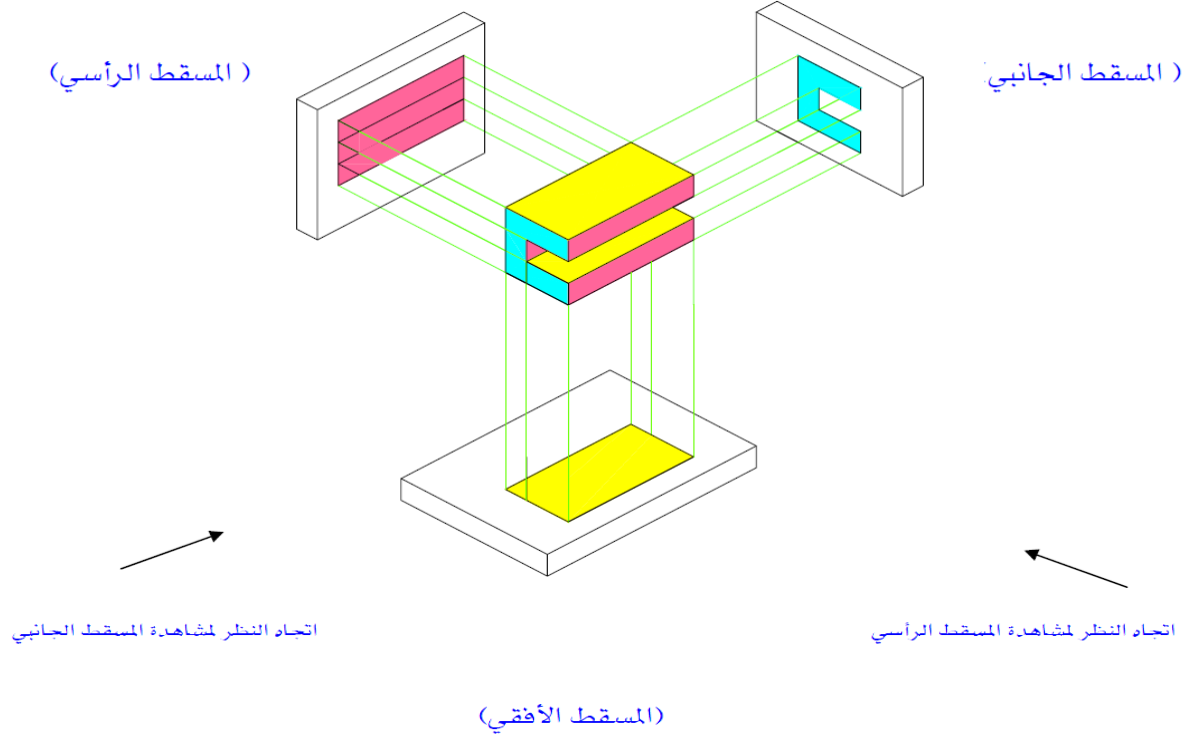 ( المسقط الجانبي)
( المسقط الرأسي)
اتجاه النظر لمشاهدة المسقط الرأسي
اتجاه النظر لمشاهدة المسقط الجانبي
(المسقط الأفقي)